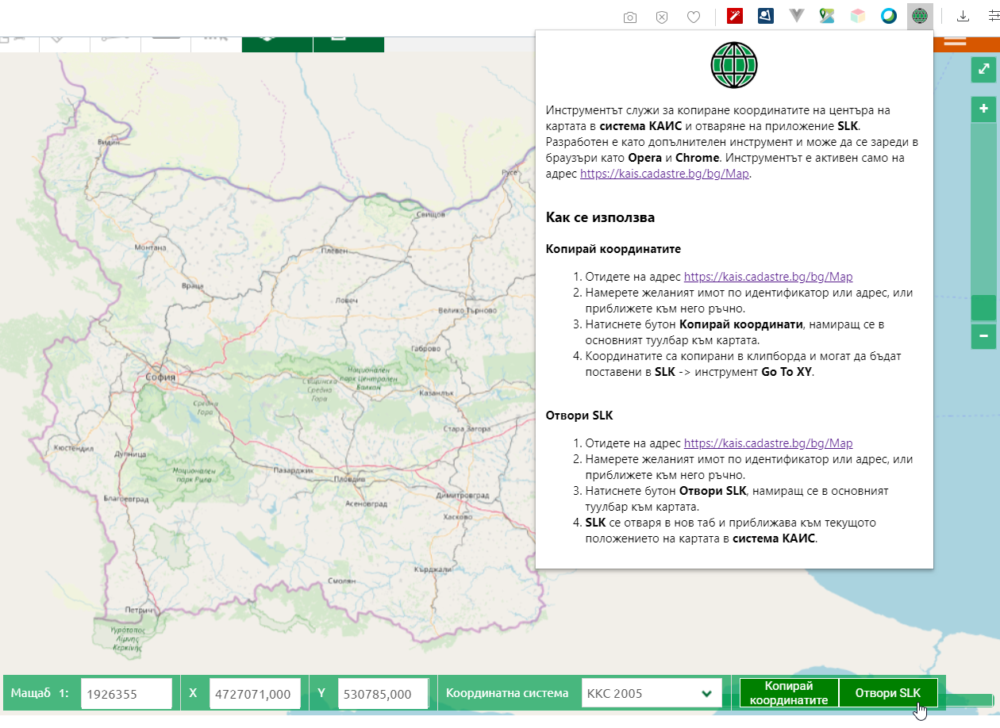 Инструментът служи за копиране координатите на центъра на
картата в система КАИС и отваряне на приложение SLK.
Разработен е като допълнителен инструмент и може да се зареди в
браузъри като Opera и Chrome. Инструментът е активен само на
адрес https://kais.cadastre.bg/bg/Map.
Как се използва
Копирай координатите
1. Отидете на адрес https://kais.cadastre.bg/bg/Map
2. Намерете желаният имот по идентификатор или адрес, или
приближете към него ръчно.
3. Натиснете бутон Копирай координати, намиращ се в
основният туулбар към картата.
4. Координатите са копирани в клипборда и могат да бъдат
поставени в SLK -> инструмент Go To XY.
Отвори SLK
1. Отидете на адрес https://kais.cadastre.bg/bg/Map
2. Намерете желаният имот по идентификатор или адрес, или
приближете към него ръчно.
3. Натиснете бутон Отвори SLK, намиращ се в основният
туулбар към картата.
4. SLK се отваря в нов таб и приближава към текущото
положението на картата в система КАИС.
Видин
Русе
Свищов
Монтана
Плевен
Враца
Ловеч
Велико Търново
Габрово
София
Национален
парк Централен
Балкан
Свищинска
Средна
Гора
Казанлък
Средна
Гора
Стара Загора
Кюстендил
Дупница
Национален
парк Рила
Пазарджик
Пловдив
Благоевград
Асеновград
Димитровград
Хасково
Кърджали
Смолян
Петрич
Υγρότοπος
Λίμνης
Κερκίνης
Мащаб 1: 1926355 X 4727071,000 Y 530785,000 Координатна система ККС 2005 Копирай координатите Отвори SLK